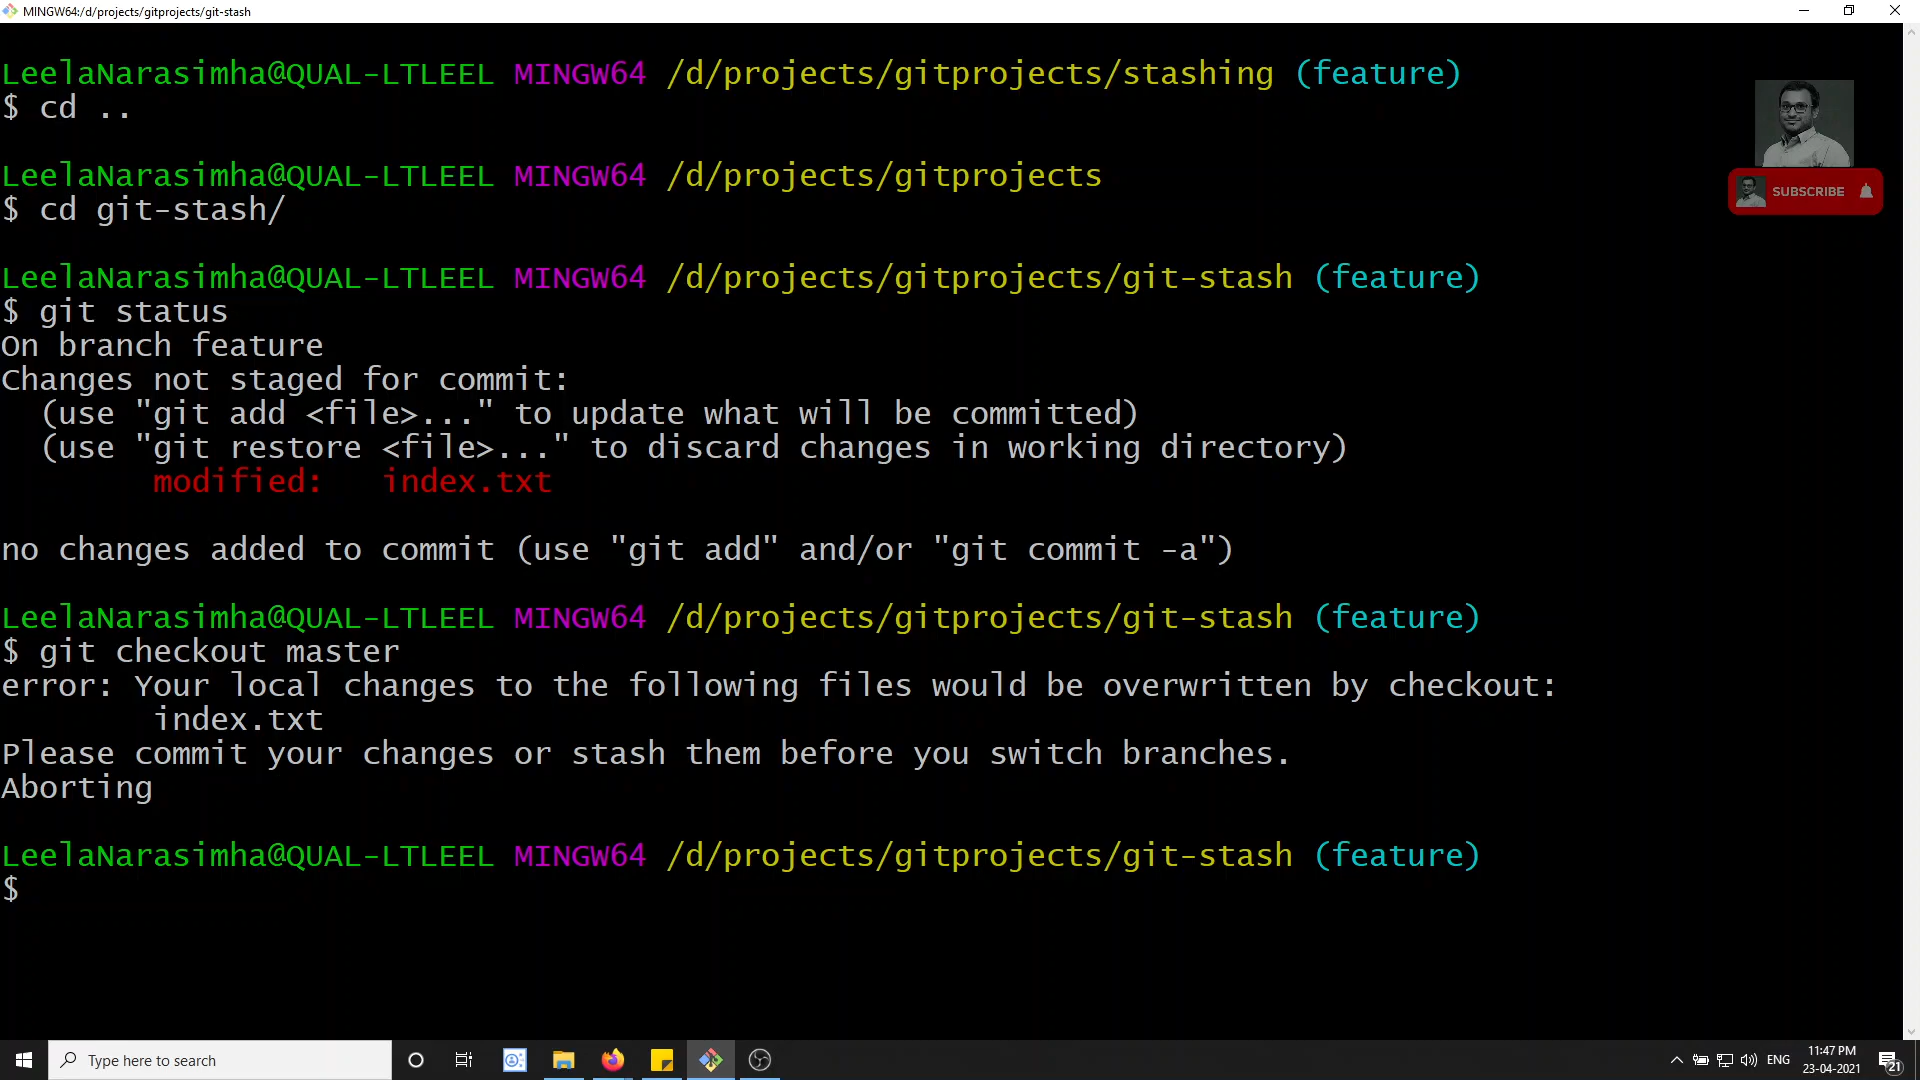 MINGW64:/d/projects/gitprojects/git-stash
LeelaNarasimha@QUAL-LTLEEL MINGW64 /d/projects/gitprojects/stashing (feature)
$ cd ..
LeelaNarasimha@QUAL-LTLEEL MINGW64 /d/projects/gitprojects
$ cd git-stash/
SUBSCRIBE
LeelaNarasimha@QUAL-LTLEEL MINGW64 /d/projects/gitprojects/git-stash (feature)
$ git status
On branch feature
Changes not staged for commit:
  (use "git add <file>..." to update what will be committed)
  (use "git restore <file>..." to discard changes in working directory)
        modified:   index.txt
no changes added to commit (use "git add" and/or "git commit -a")
LeelaNarasimha@QUAL-LTLEEL MINGW64 /d/projects/gitprojects/git-stash (feature)
$ git checkout master
error: Your local changes to the following files would be overwritten by checkout:
        index.txt
Please commit your changes or stash them before you switch branches.
Aborting
LeelaNarasimha@QUAL-LTLEEL MINGW64 /d/projects/gitprojects/git-stash (feature)
$
Type here to search
ENG
11:47 PM
23-04-2021
21